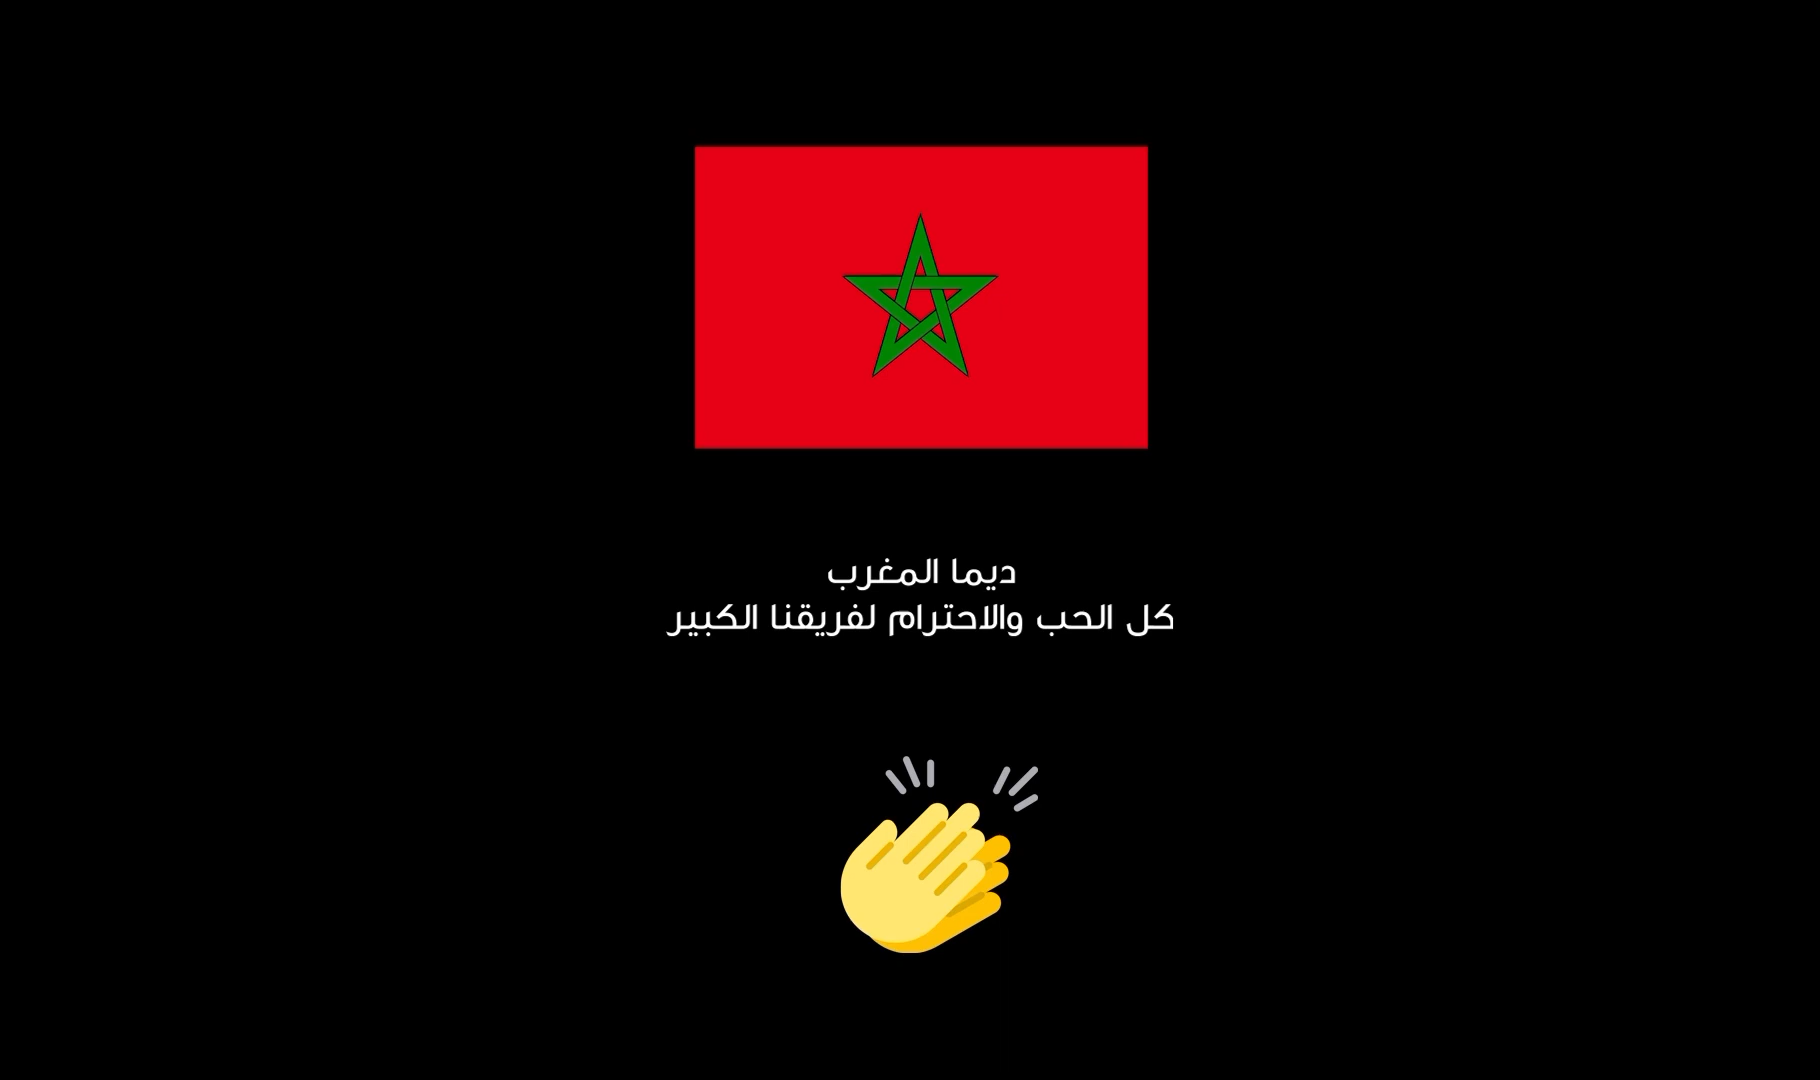 ديما المغرب
كل الحب والاحترام لفريقنا الكبير